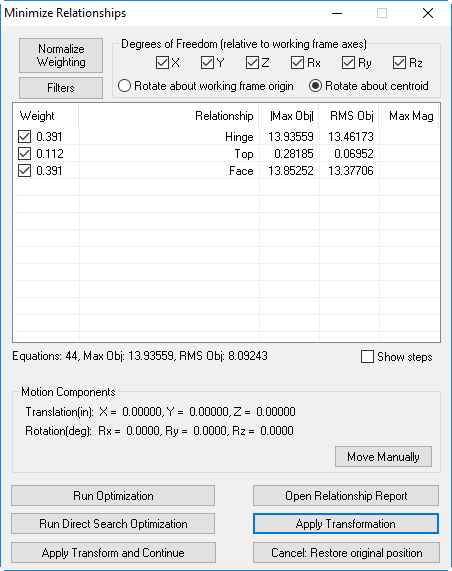 Minimize Relationships
Normalize
Weighting
Filters
Degrees of Freedom (relative to working frame axes)
X Y Z Rx Ry Rz
Rotate about working frame origin Rotate about centroid
Weight Relationship |Max Obj| RMS Obj Max Mag
0.391 Hinge 13.93559 13.46173
0.112 Top 0.28185 0.06952
0.391 Face 13.85252 13.37706
Equations: 44, Max Obj: 13.93559, RMS Obj: 8.09243
Show steps
Motion Components
Translation(in): X = 0.00000, Y = 0.00000, Z = 0.00000
Rotation(deg): Rx = 0.0000, Ry = 0.0000, Rz = 0.0000
Move Manually
Run Optimization Open Relationship Report
Run Direct Search Optimization Apply Transformation
Apply Transform and Continue Cancel: Restore original position